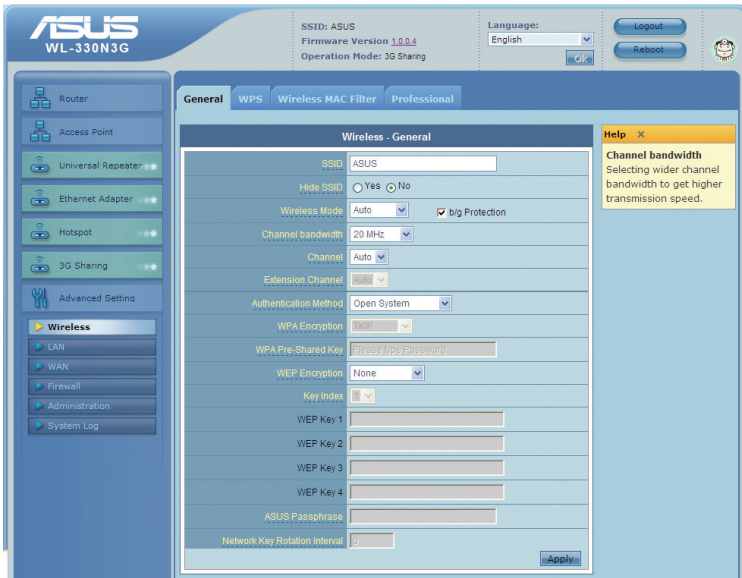 ASUS
WL-330N3G
SSID: ASUS
Firmware Version 1.0.0.4
Operation Mode: 3G Sharing
Language:
English
Ok
Logout
Reboot
Router
Access Point
Universal Repeater
Ethernet Adapter
Hotspot
3G Sharing
Advanced Setting
Wireless
LAN
WAN
Firewall
Administration
System Log
General WPS Wireless MAC Filter Professional
Wireless - General
SSID ASUS
Hide SSID Yes No
Wireless Mode Auto b/g Protection
Channel bandwidth 20 MHz
Channel Auto
Extension Channel Auto
Authentication Method Open System
WPA Encryption TKIP
WPA Pre-Shared Key Please type Password
WEP Encryption None
Key Index 1
WEP Key 1
WEP Key 2
WEP Key 3
WEP Key 4
ASUS Passphrase
Network Key Rotation Interval 0
Apply
Help X
Channel bandwidth
Selecting wider channel
bandwidth to get higher
transmission speed.